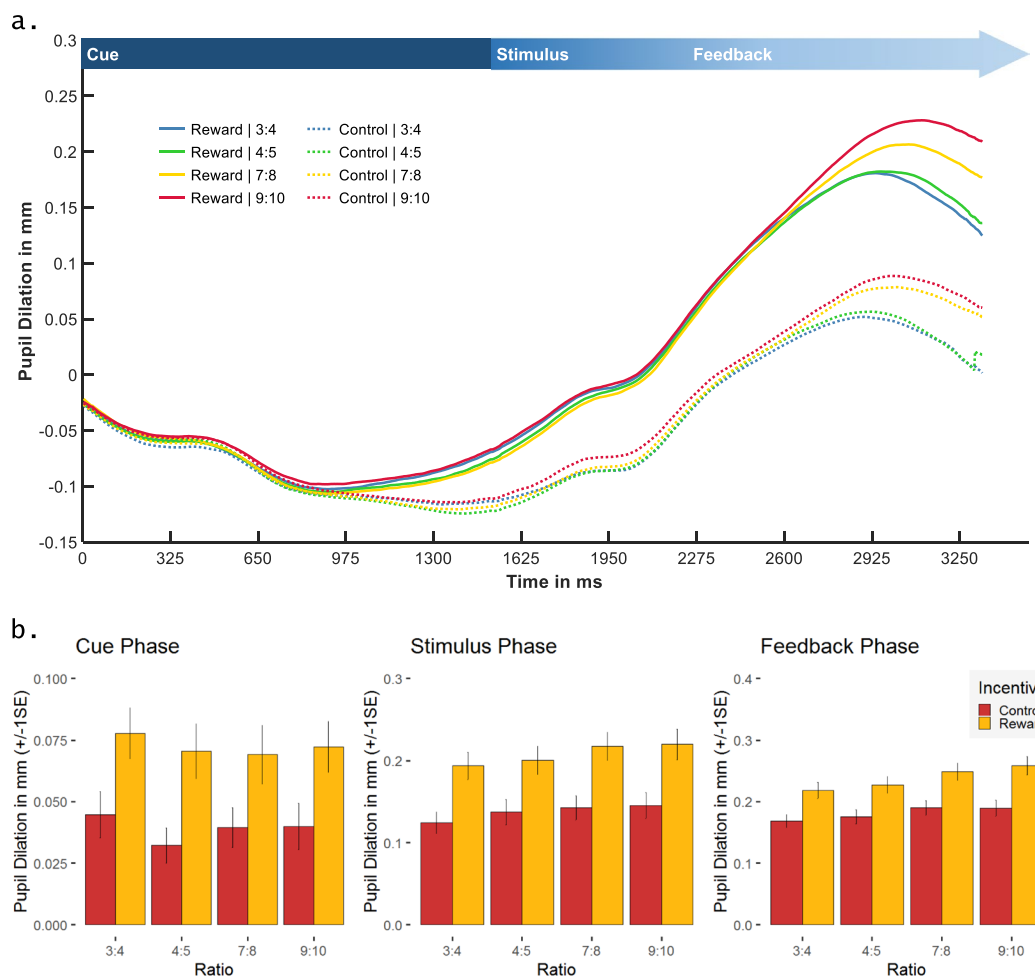 a.
0.3
Cue Stimulus Feedback
0.25
Reward | 3:4 Control | 3:4
Reward | 4:5 Control | 4:5
0.2
Reward | 7:8 Control | 7:8
Reward | 9:10 Control | 9:10
0.15
0.1
0.05
0
-0.05
-0.1
-0.15
Pupil Dilation in mm
0 325 650 975 1300 1625 1950 2275 2600 2925 3250
Time in ms
b.
Cue Phase
Pupil Dilation in mm (+/-1SE)
0.100
0.075
0.050
0.025
0.000
3:4 4:5 7:8 9:10
Ratio
Stimulus Phase
Pupil Dilation in mm (+/-1SE)
0.3
0.2
0.1
0.0
3:4 4:5 7:8 9:10
Ratio
Feedback Phase
Pupil Dilation in mm (+/-1SE)
0.4
0.3
0.2
0.1
0.0
Incentiv
Contro
Rewar
3:4 4:5 7:8 9:10
Ratio